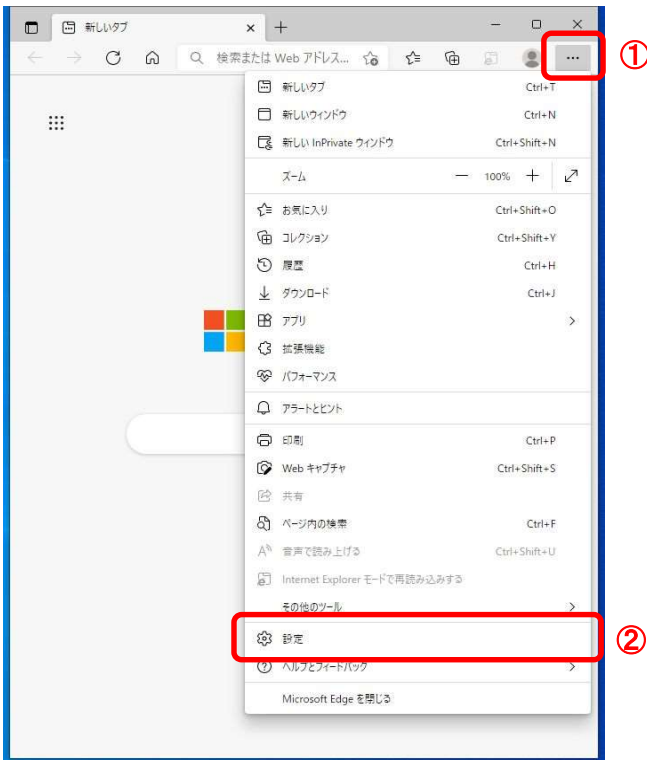 新しいタブ
①
検索または Web アドレス...
新しいタブ Ctrl+T
新しいウィンドウ Ctrl+N
新しい InPrivate ウィンドウ Ctrl+Shift+N
ズーム 100%
お気に入り Ctrl+Shift+O
コレクション Ctrl+Shift+Y
履歴 Ctrl+H
ダウンロード Ctrl+J
アプリ
拡張機能
パフォーマンス
アラートとヒント
印刷 Ctrl+P
Web キャプチャ Ctrl+Shift+S
共有
ページ内の検索 Ctrl+F
音声で読み上げる Ctrl+Shift+U
Internet Explorer モードで再読み込みする
その他のツール
設定 ②
ヘルプとフィードバック
Microsoft Edge を閉じる